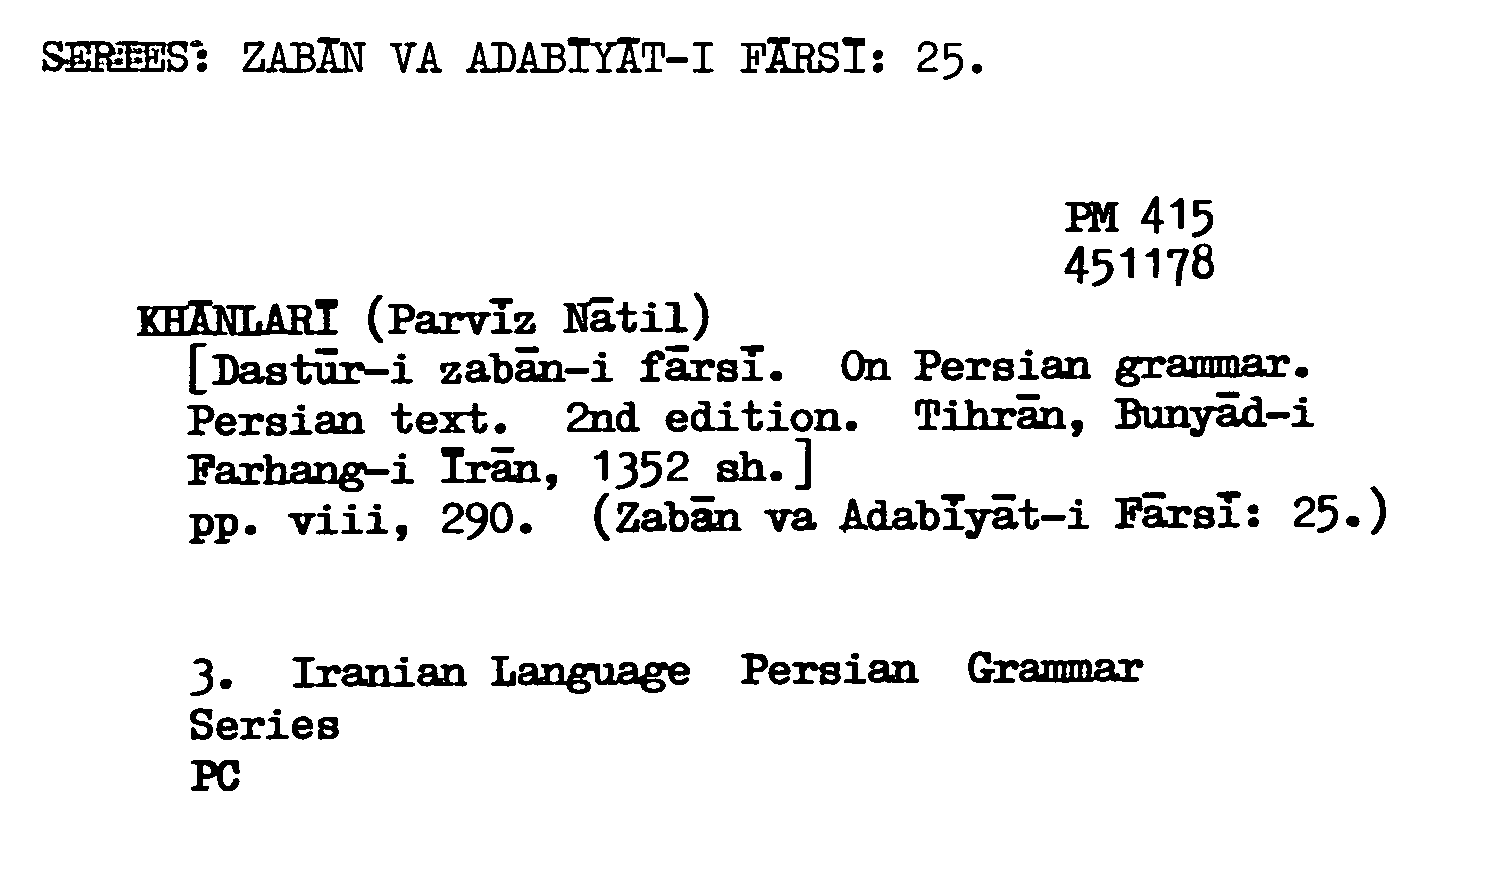 SERIES: ZABĀN VA ADABĪYĀT-I FĀRSĪ: 25.
PM 415
451178
KHĀNLARĪ (Parvīz Nātil)
[Dastūr-i zabān-i fārsī. On Persian grammar.
Persian text. 2nd edition. Tihrān, Bunyād-i
Farhang-i Īrān, 1352 sh.]
pp. viii, 290. (Zabān va Adabīyāt-i Fārsī: 25.)
3. Iranian Language Persian Grammar
Series
PC